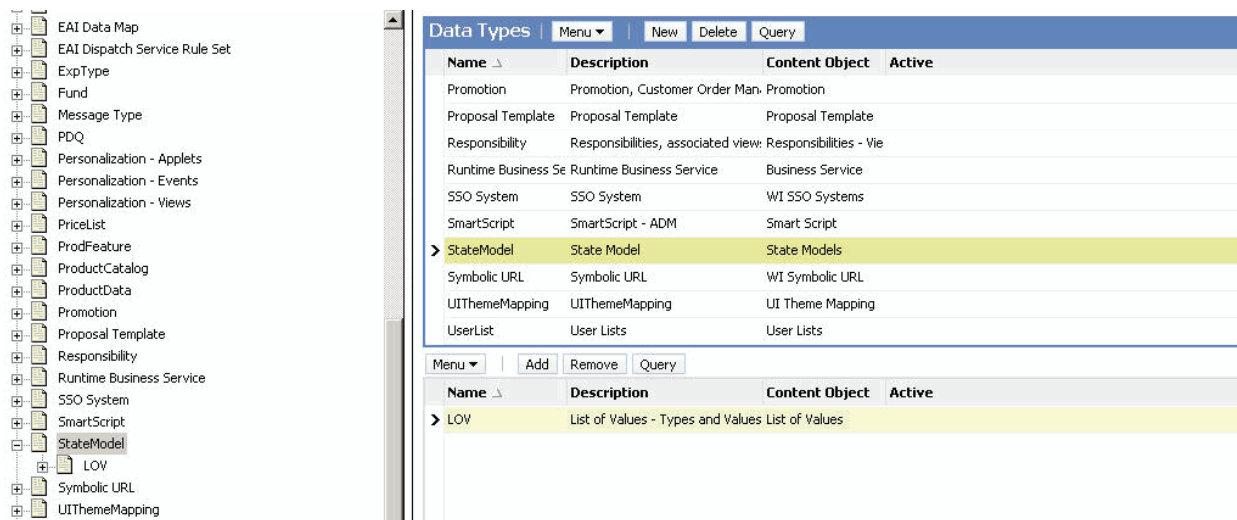 EAI Data Map
EAI Dispatch Service Rule Set
ExpType
Fund
Message Type
PDQ
Personalization - Applets
Personalization - Events
Personalization - Views
PriceList
ProdFeature
ProductCatalog
ProductData
Promotion
Proposal Template
Responsibility
Runtime Business Service
SSO System
SmartScript
StateModel
LOV
Symbolic URL
UIThemeMapping
Data Types | Menu | New Delete Query
Name Description Content Object Active
Promotion Promotion, Customer Order Man Promotion
Proposal Template Proposal Template Proposal Template
Responsibility Responsibilities, associated view Responsibilities - Vie
Runtime Business Se Runtime Business Service Business Service
SSO System SSO System WI SSO Systems
SmartScript SmartScript - ADM Smart Script
StateModel State Model State Models
Symbolic URL Symbolic URL WI Symbolic URL
UIThemeMapping UIThemeMapping UI Theme Mapping
UserList User Lists User Lists
Menu | Add Remove Query
Name Description Content Object Active
LOV List of Values - Types and Values List of Values